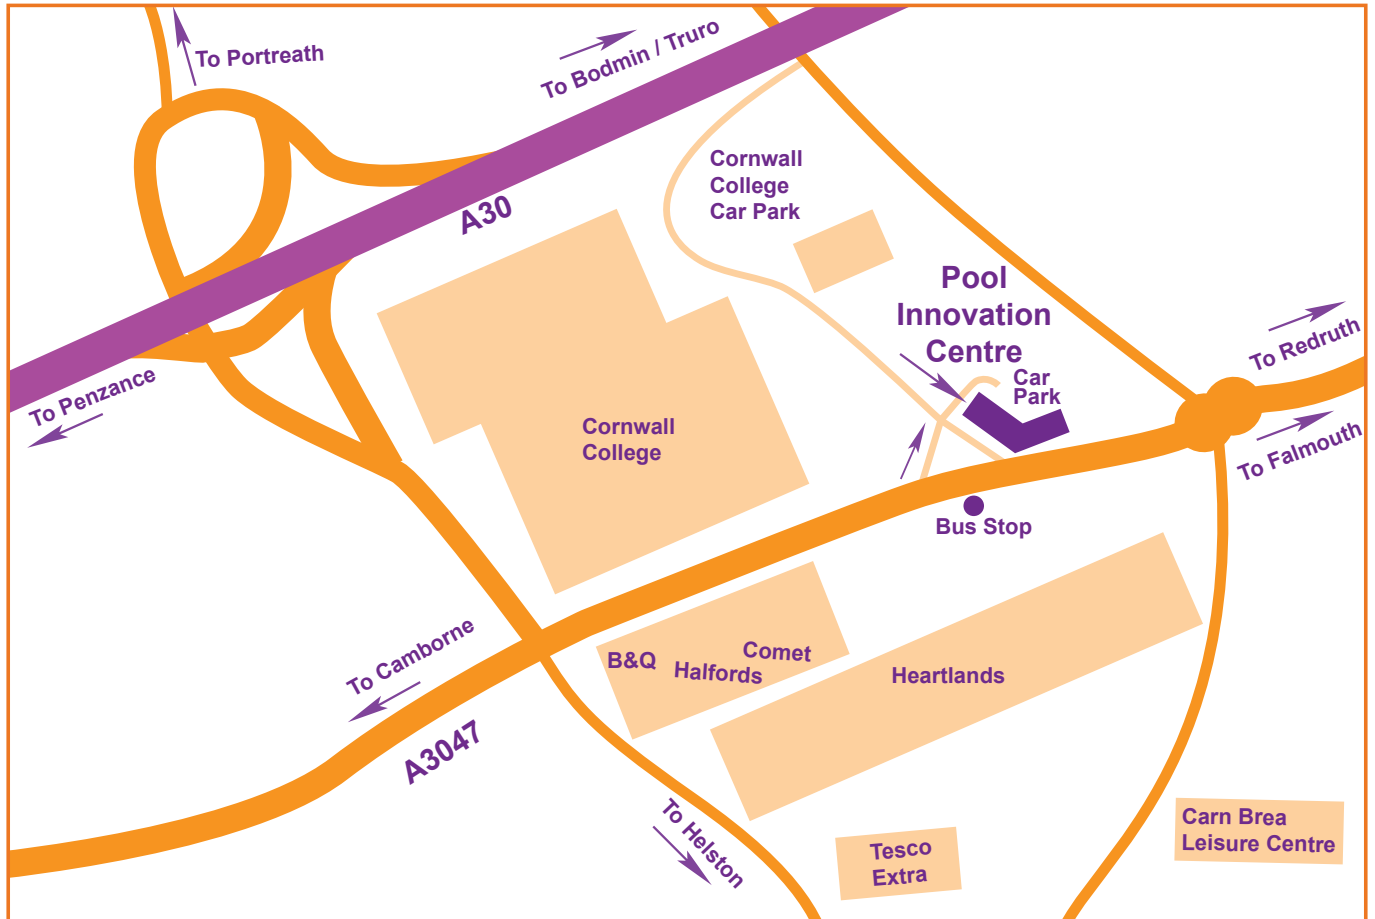 To Portreath
To Bodmin / Truro
A30
Cornwall
College
Car Park
Pool
Innovation
Centre
Car
Park
To Redruth
To Falmouth
To Penzance
Cornwall
College
Bus Stop
To Camborne
A3047
B&Q
Halfords
Comet
Heartlands
To Helston
Tesco
Extra
Carn Brea
Leisure Centre